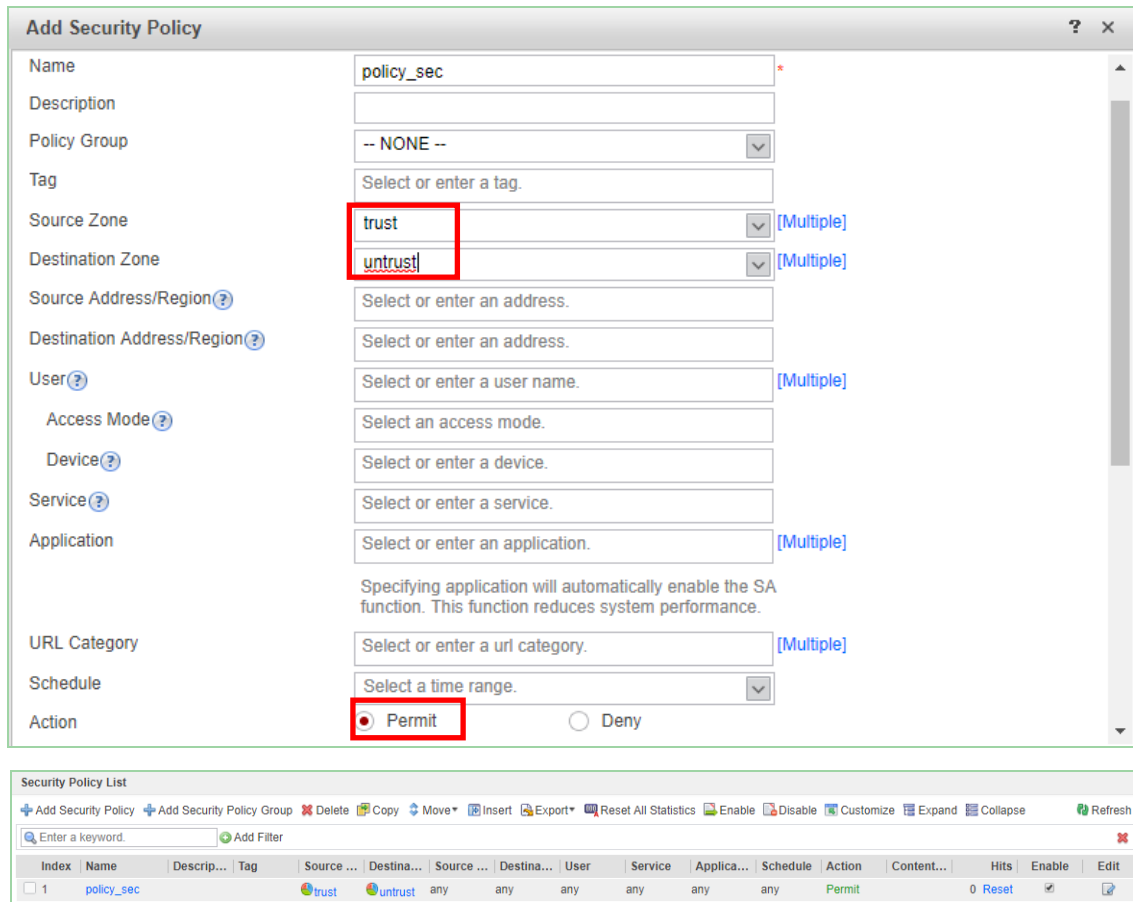 Add Security Policy ? ×
Name policy_sec *
Description
Policy Group -- NONE --
Tag Select or enter a tag.
Source Zone trust [Multiple]
Destination Zone untrust [Multiple]
Source Address/Region ? Select or enter an address.
Destination Address/Region ? Select or enter an address.
User ? Select or enter a user name. [Multiple]
Access Mode ? Select an access mode.
Device ? Select or enter a device.
Service ? Select or enter a service.
Application Select or enter an application. [Multiple]
Specifying application will automatically enable the SA
function. This function reduces system performance.
URL Category Select or enter a url category. [Multiple]
Schedule Select a time range.
Action Permit Deny
Security Policy List
Add Security Policy Add Security Policy Group Delete Copy Move Insert Export Reset All Statistics Enable Disable Customize Expand Collapse Refresh
Enter a keyword. Add Filter
Index Name Descrip... Tag Source ... Destina... Source ... Destina... User Service Applica... Schedule Action Content... Hits Enable Edit
1 policy_sec trust untrust any any any any any any Permit 0 Reset